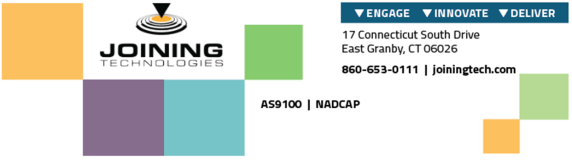 JOINING
TECHNOLOGIES
ENGAGE INNOVATE DELIVER
17 Connecticut South Drive
East Granby, CT 06026
860-653-0111 | joiningtech.com
AS9100 | NADCAP